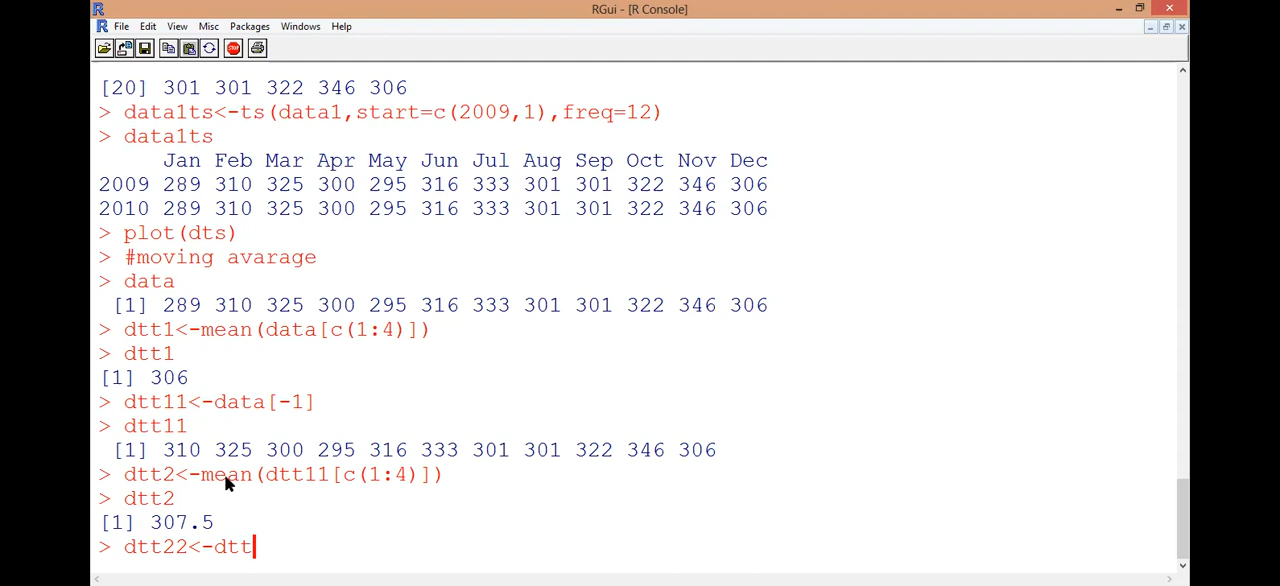 RGui - [R Console]
File Edit View Misc Packages Windows Help
STOP
[20] 301 301 322 346 306
> data1ts<-ts(data1,start=c(2009,1),freq=12)
> data1ts
Jan Feb Mar Apr May Jun Jul Aug Sep Oct Nov Dec
2009 289 310 325 300 295 316 333 301 301 322 346 306
2010 289 310 325 300 295 316 333 301 301 322 346 306
> plot(dts)
> #moving avarage
> data
[1] 289 310 325 300 295 316 333 301 301 322 346 306
> dtt1<-mean(data[c(1:4)])
> dtt1
[1] 306
> dtt11<-data[-1]
> dtt11
[1] 310 325 300 295 316 333 301 301 322 346 306
> dtt2<-mean(dtt11[c(1:4)])
> dtt2
[1] 307.5
> dtt22<-dtt